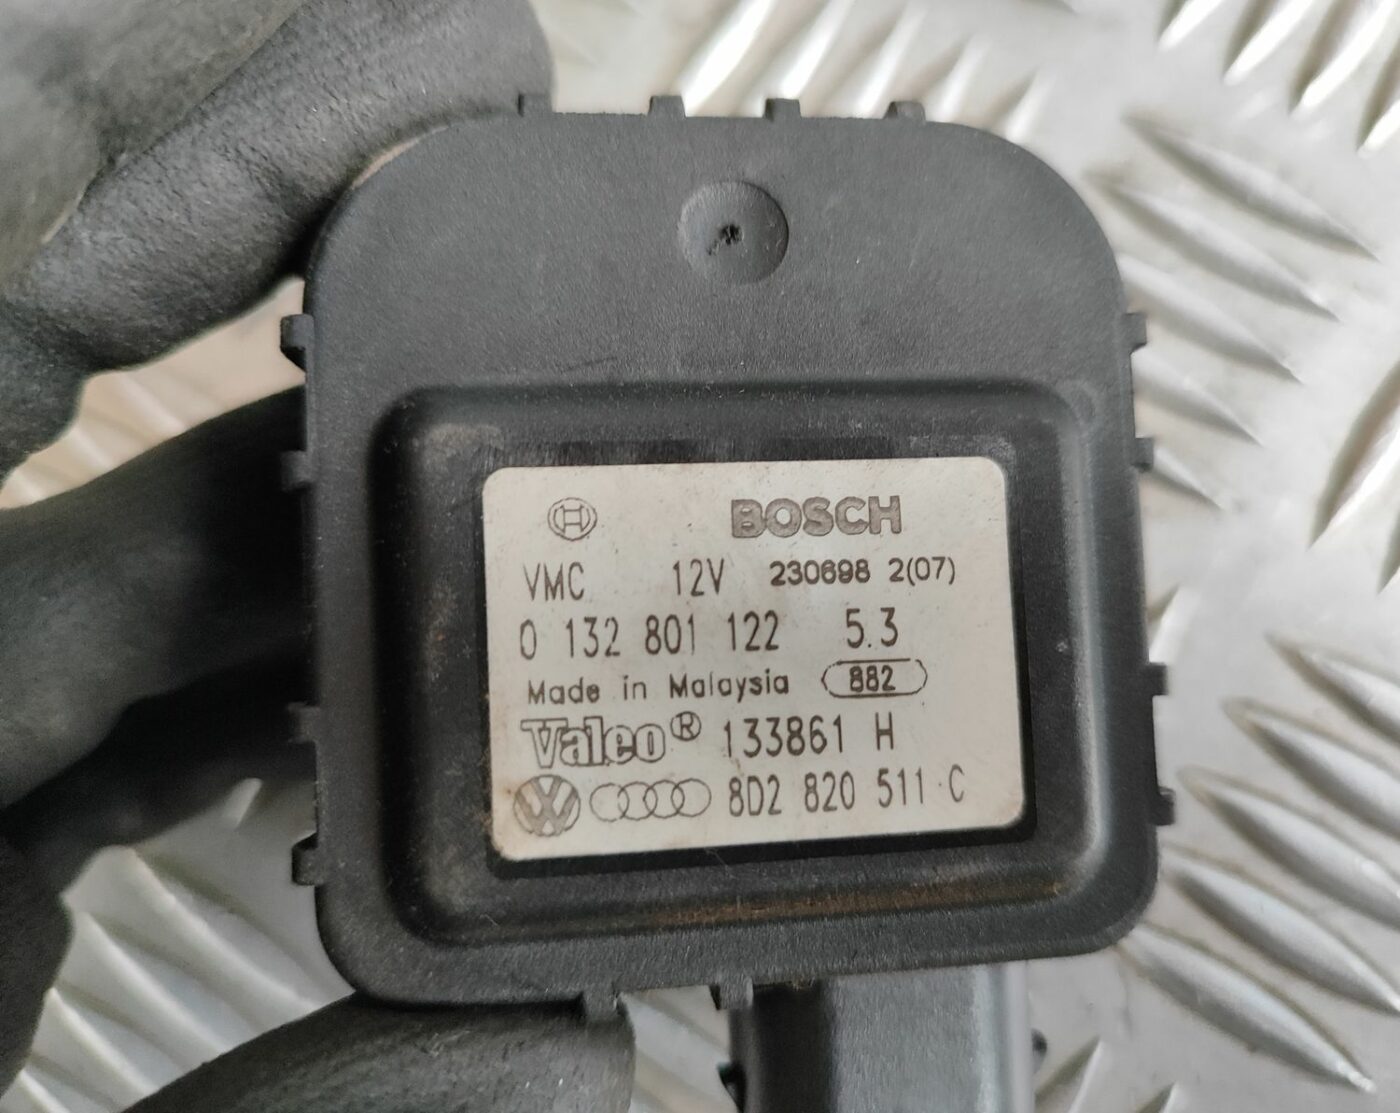 BOSCH
VMC 12V 230698 2(07)
0 132 801 122 5.3
Made in Malaysia 882
Valeo® 133861 H
VW 8D2 820 511 C